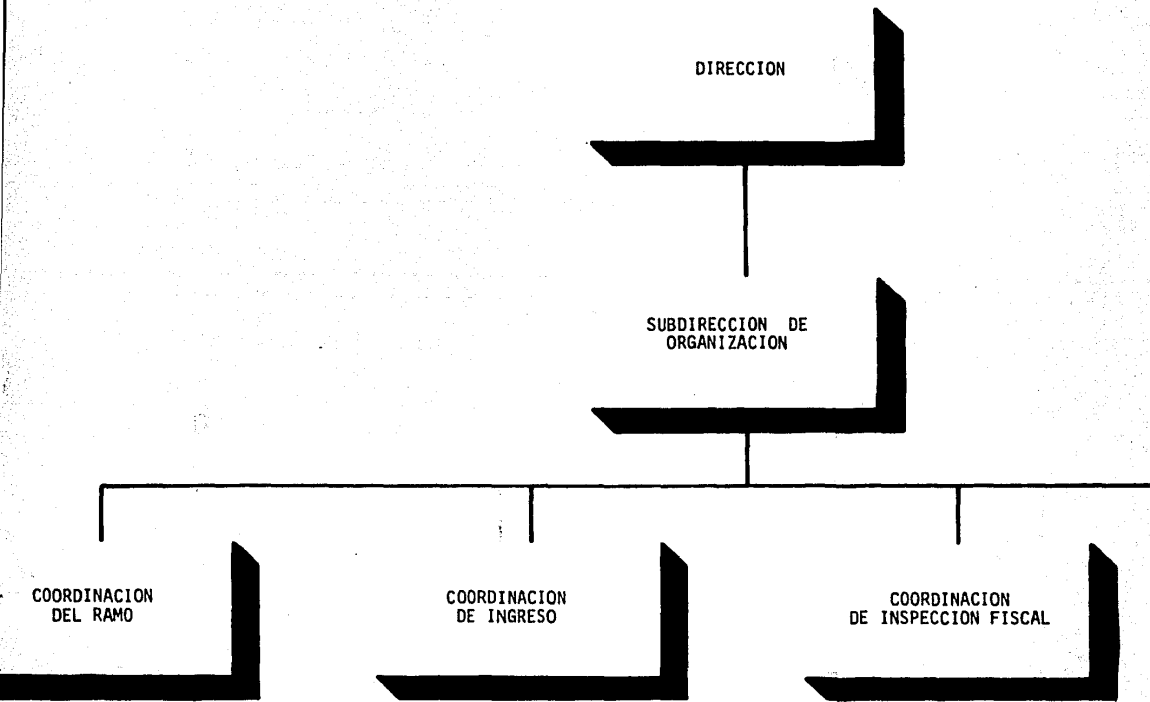 DIRECCION
SUBDIRECCION DE
ORGANIZACION
COORDINACION
DEL RAMO
COORDINACION
DE INGRESO
COORDINACION
DE INSPECCION FISCAL